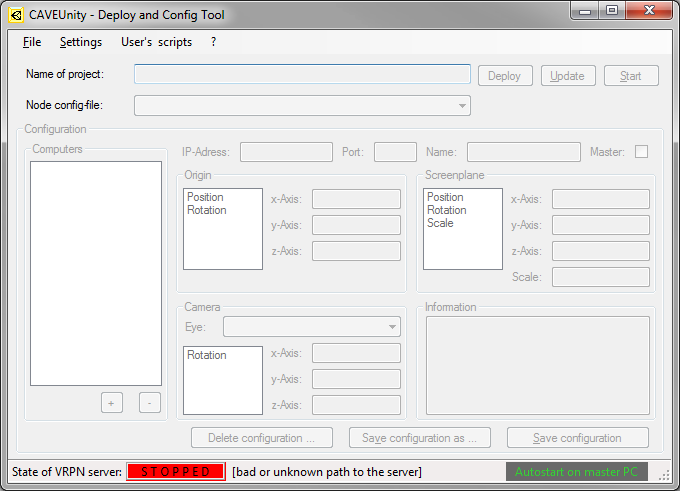 CAVEUnity - Deploy and Config Tool
File Settings User's scripts ?
Name of project: Deploy Update Start
Node config-file:
Configuration
Computers
IP-Adress: Port: Name: Master:
Origin Screenplane
Position x-Axis: Position x-Axis:
Rotation Rotation
y-Axis: Scale y-Axis:
z-Axis: z-Axis:
Scale:
Camera Information
Eye:
Rotation x-Axis:
y-Axis:
+ - z-Axis:
Delete configuration ... Save configuration as ... Save configuration
State of VRPN server: STOPPED [bad or unknown path to the server] Autostart on master PC